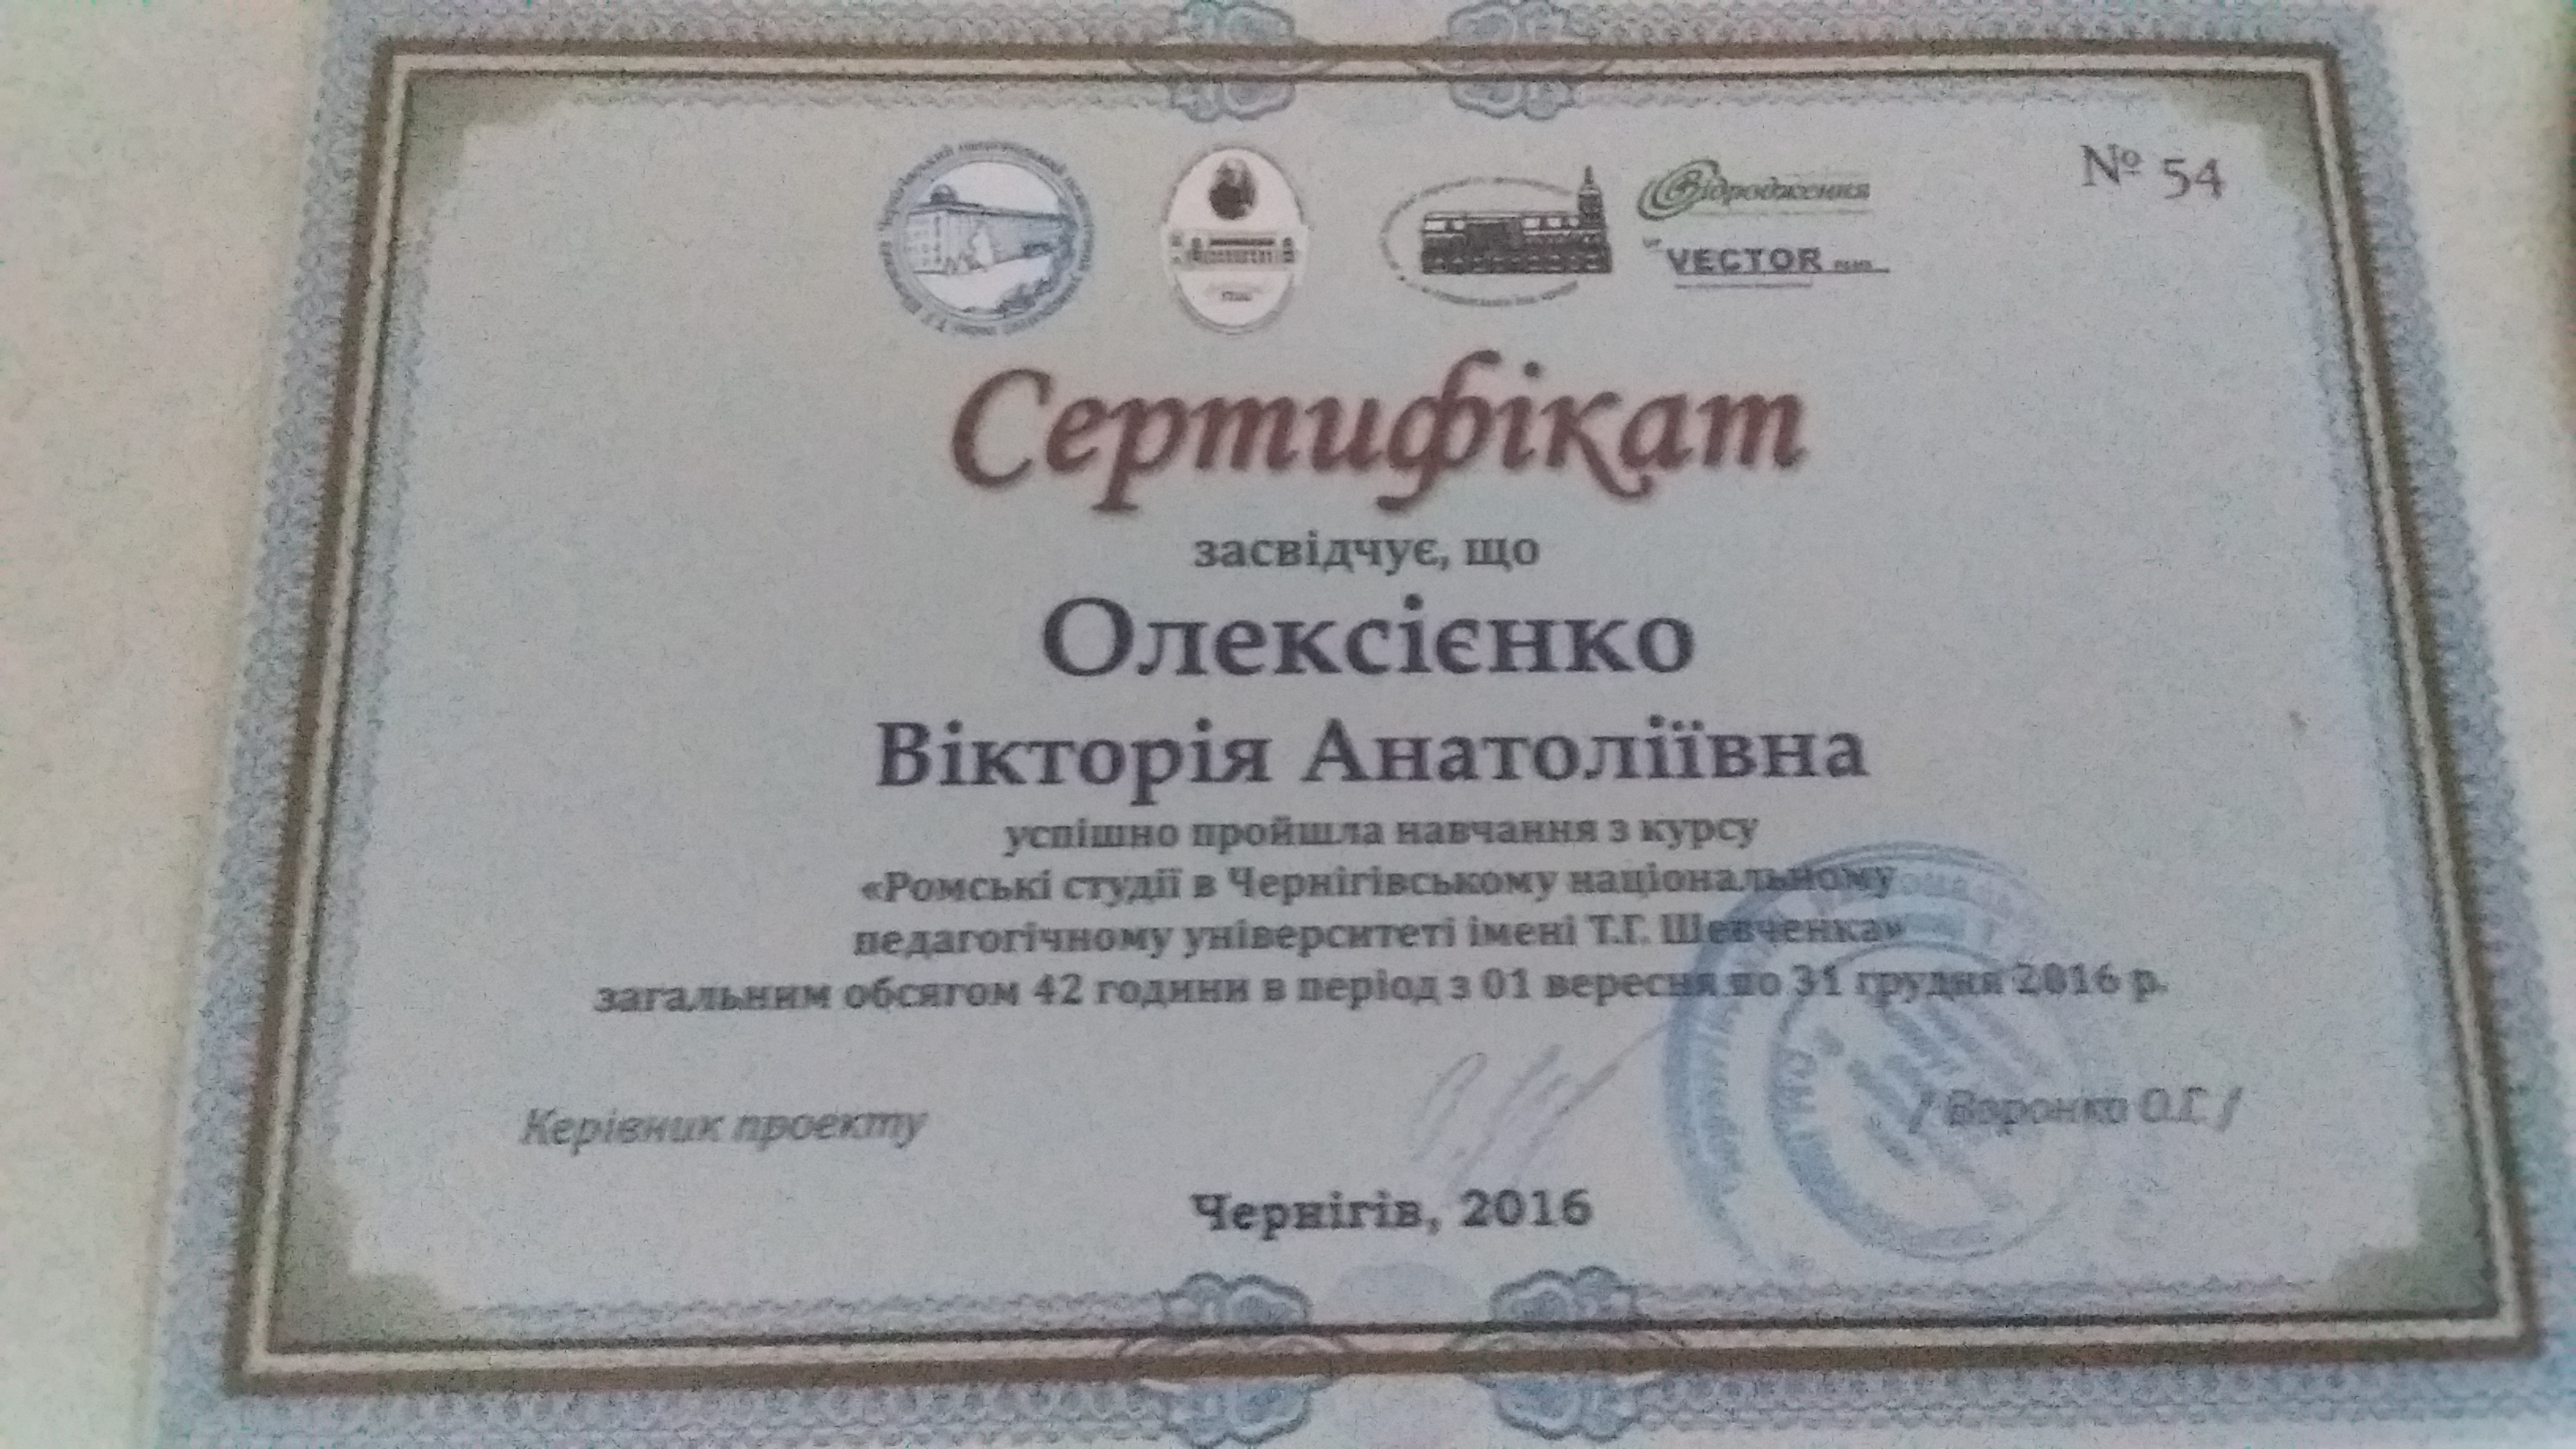 № 54
Відродження
VECTOR
Сертифікат
засвідчує, що
Олексієнко
Вікторія Анатоліївна
успішно пройшла навчання з курсу
«Ромські студії в Чернігівському національному
педагогічному університеті імені Т.Г. Шевченка»
загальним обсягом 42 години в період з 01 вересня по 31 грудня 2016 р.
Керівник проекту
/ Воронко О.Г. /
Чернігів, 2016